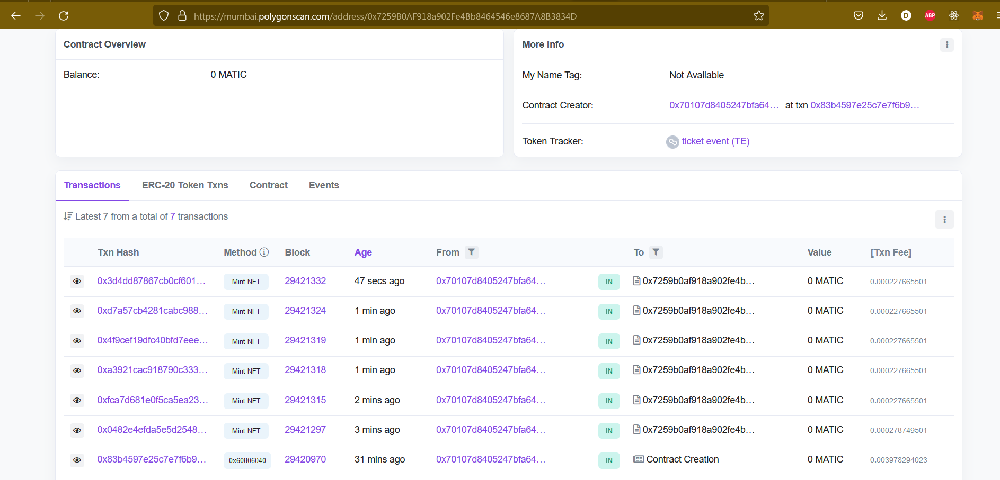 https://mumbai.polygonscan.com/address/0x7259B0AF918a902Fe4Bb8464546e8687A8B3834D
D
ABP
Contract Overview
Balance: 0 MATIC
More Info
My Name Tag: Not Available
Contract Creator: 0x70107d8405247bfa64... at txn 0x83b4597e25c7e7f6b9...
Token Tracker: ticket event (TE)
Transactions ERC-20 Token Txns Contract Events
Latest 7 from a total of 7 transactions
Txn Hash Method Block Age From To Value [Txn Fee]
0x3d4dd87867cb0cf601... Mint NFT 29421332 47 secs ago 0x70107d8405247bfa64... IN 0x7259b0af918a902fe4b... 0 MATIC 0.000227665501
0xd7a57cb4281cabc988... Mint NFT 29421324 1 min ago 0x70107d8405247bfa64... IN 0x7259b0af918a902fe4b... 0 MATIC 0.000227665501
0x4f9cef19dfc40bfd7eee... Mint NFT 29421319 1 min ago 0x70107d8405247bfa64... IN 0x7259b0af918a902fe4b... 0 MATIC 0.000227665501
0xa3921cac918790c333... Mint NFT 29421318 1 min ago 0x70107d8405247bfa64... IN 0x7259b0af918a902fe4b... 0 MATIC 0.000227665501
0xfca7d681e0f5ca5ea23... Mint NFT 29421315 2 mins ago 0x70107d8405247bfa64... IN 0x7259b0af918a902fe4b... 0 MATIC 0.000227665501
0x0482e4efda5e5d2548... Mint NFT 29421297 3 mins ago 0x70107d8405247bfa64... IN 0x7259b0af918a902fe4b... 0 MATIC 0.000278749501
0x83b4597e25c7e7f6b9... 0x60806040 29420970 31 mins ago 0x70107d8405247bfa64... IN Contract Creation 0 MATIC 0.003978294023